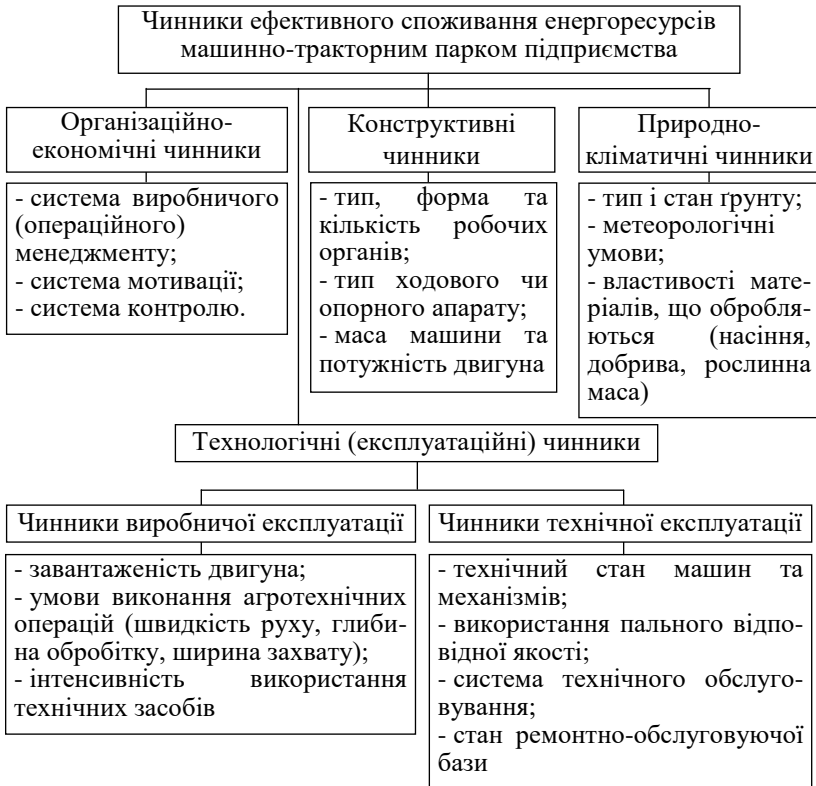 Чинники ефективного споживання енергоресурсів
машинно-тракторним парком підприємства
Організаційно-
економічні чинники
- система виробничого
(операційного)
менеджменту;
- система мотивації;
- система контролю.
Конструктивні
чинники
- тип, форма та
кількість робочих
органів;
- тип ходового чи
опорного апарату;
- маса машини та
потужність двигуна
Природно-
кліматичні чинники
- тип і стан ґрунту;
- метеорологічні
умови;
- властивості мате-
ріалів, що обробля-
ються (насіння,
добрива, рослинна
маса)
Технологічні (експлуатаційні) чинники
Чинники виробничої експлуатації
- завантаженість двигуна;
- умови виконання агротехнічних
операцій (швидкість руху, глиби-
на обробітку, ширина захвату);
- інтенсивність використання
технічних засобів
Чинники технічної експлуатації
- технічний стан машин та
механізмів;
- використання пального відпо-
відної якості;
- система технічного обслуго-
вування;
- стан ремонтно-обслуговуючої
бази